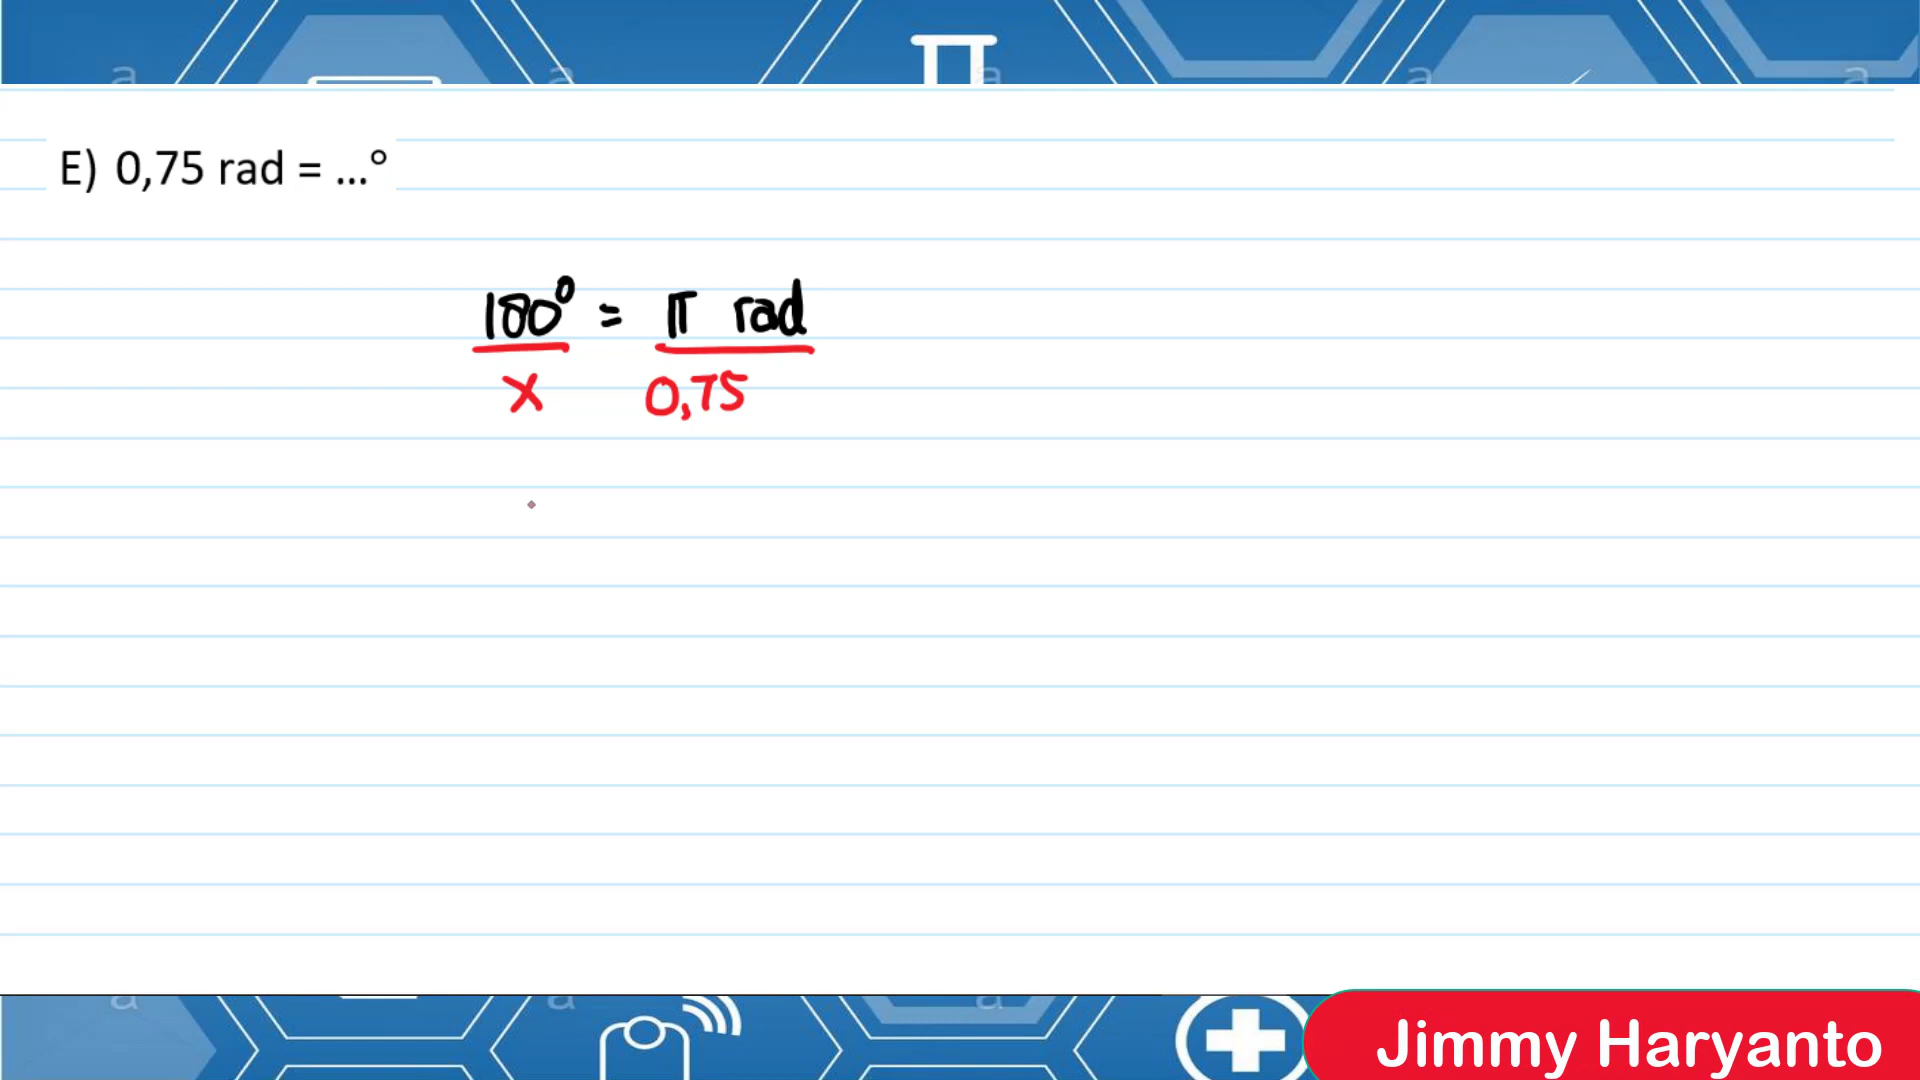 a a a a a
E) 0,75 rad = ...°
180° = π rad
x 0,75
a a a
Jimmy Haryanto